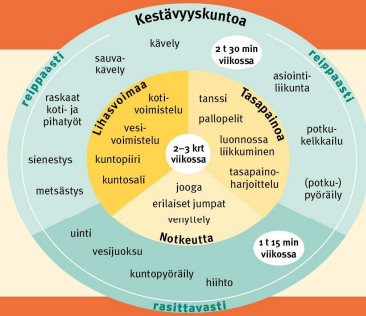 Kestävyyskuntoa
reippaasti
reippaasti
kävely
2 t 30 min
viikossa
sauva-
kävely
asiointi-
liikunta
raskaat
koti- ja
pihatyöt
potku-
kelkkailu
sienestys
(potku-)
pyöräily
metsästys
Lihasvoimaa
koti-
voimistelu
vesi-
voimistelu
kuntopiiri
kuntosali
Tasapainoa
tanssi
pallopelit
luonnossa
liikkuminen
tasapaino-
harjoittelu
2–3 krt
viikossa
jooga
erilaiset jumpat
venyttely
Notkeutta
uinti
vesijuoksu
kuntopyöräily
hiihto
1 t 15 min
viikossa
rasittavasti